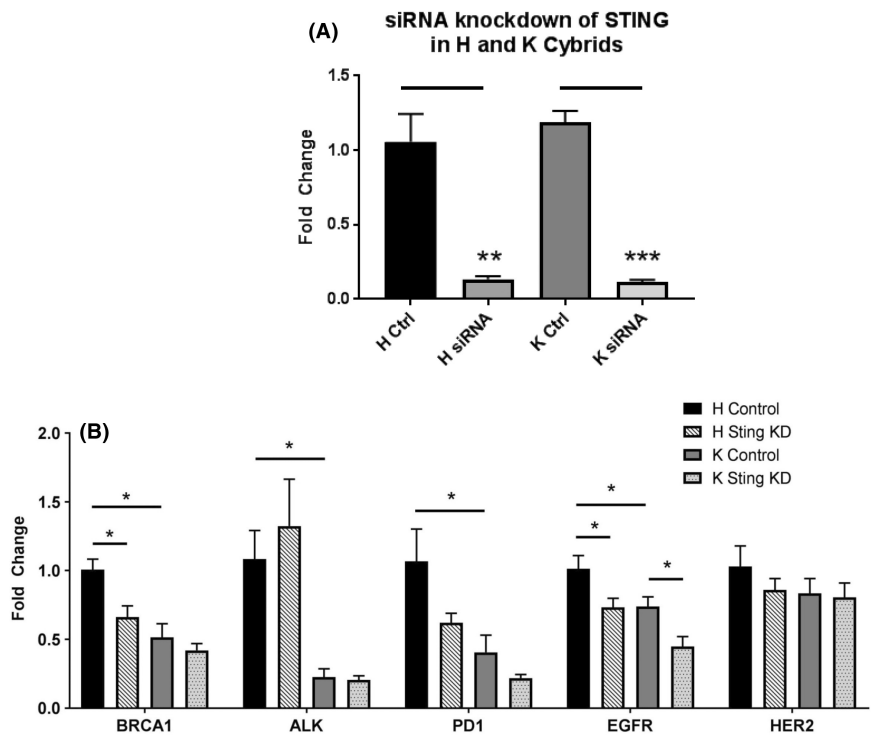 (A)
siRNA knockdown of STING
in H and K Cybrids
Fold Change
1.5
1.0
0.5
0.0
**
***
H Ctrl
H siRNA
K Ctrl
K siRNA
(B)
H Control
H Sting KD
K Control
K Sting KD
Fold Change
2.0
1.5
1.0
0.5
0.0
*
*
*
*
*
*
*
BRCA1
ALK
PD1
EGFR
HER2